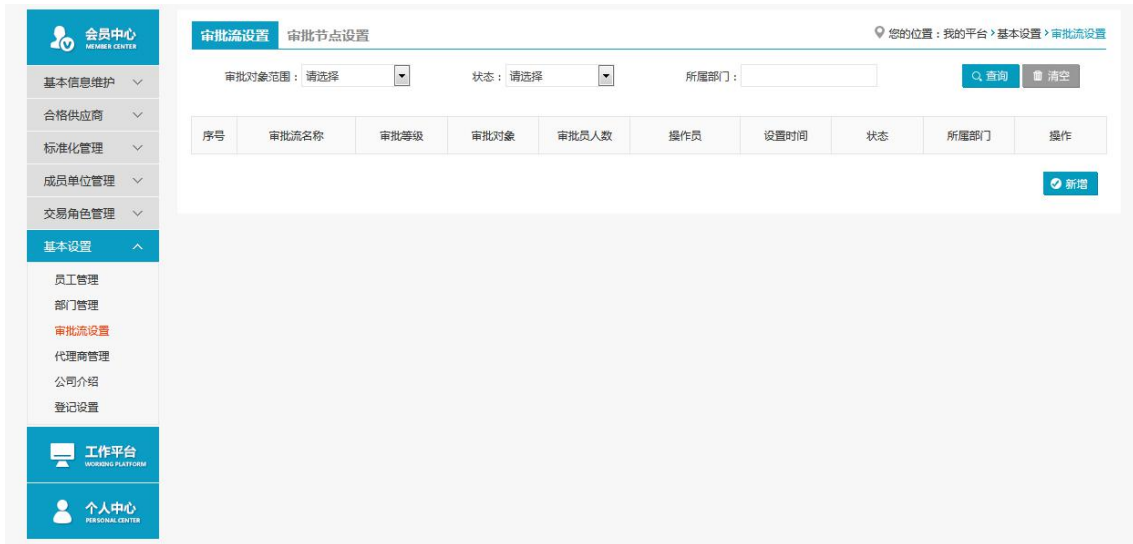 会员中心
MEMBER CENTER
基本信息维护
合格供应商
标准化管理
成员单位管理
交易角色管理
基本设置
员工管理
部门管理
审批流设置
代理商管理
公司介绍
登记设置
工作平台
WORKING PLATFORM
个人中心
PERSONAL CENTER
审批流设置 审批节点设置 您的位置：我的平台>基本设置>审批流设置
审批对象范围： 请选择 状态： 请选择 所属部门： 查询 清空
序号 审批流名称 审批等级 审批对象 审批员人数 操作员 设置时间 状态 所属部门 操作
新增